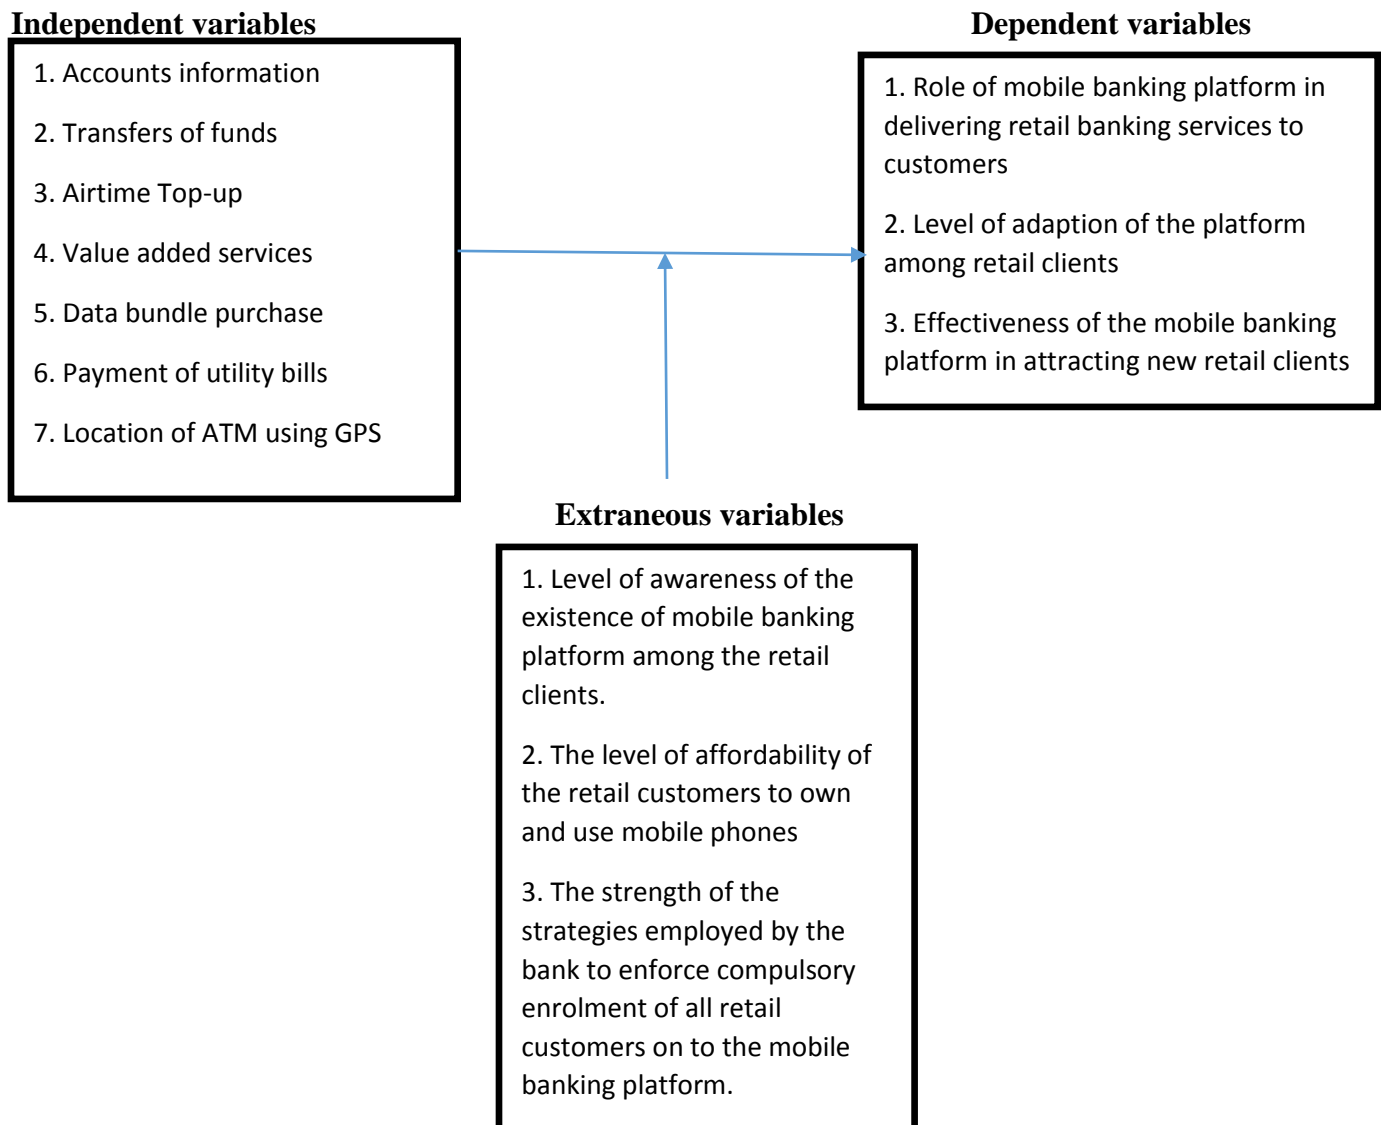 Independent variables
1. Accounts information
2. Transfers of funds
3. Airtime Top-up
4. Value added services
5. Data bundle purchase
6. Payment of utility bills
7. Location of ATM using GPS
Dependent variables
1. Role of mobile banking platform in
delivering retail banking services to
customers
2. Level of adaption of the platform
among retail clients
3. Effectiveness of the mobile banking
platform in attracting new retail clients
Extraneous variables
1. Level of awareness of the
existence of mobile banking
platform among the retail
clients.
2. The level of affordability of
the retail customers to own
and use mobile phones
3. The strength of the
strategies employed by the
bank to enforce compulsory
enrolment of all retail
customers on to the mobile
banking platform.